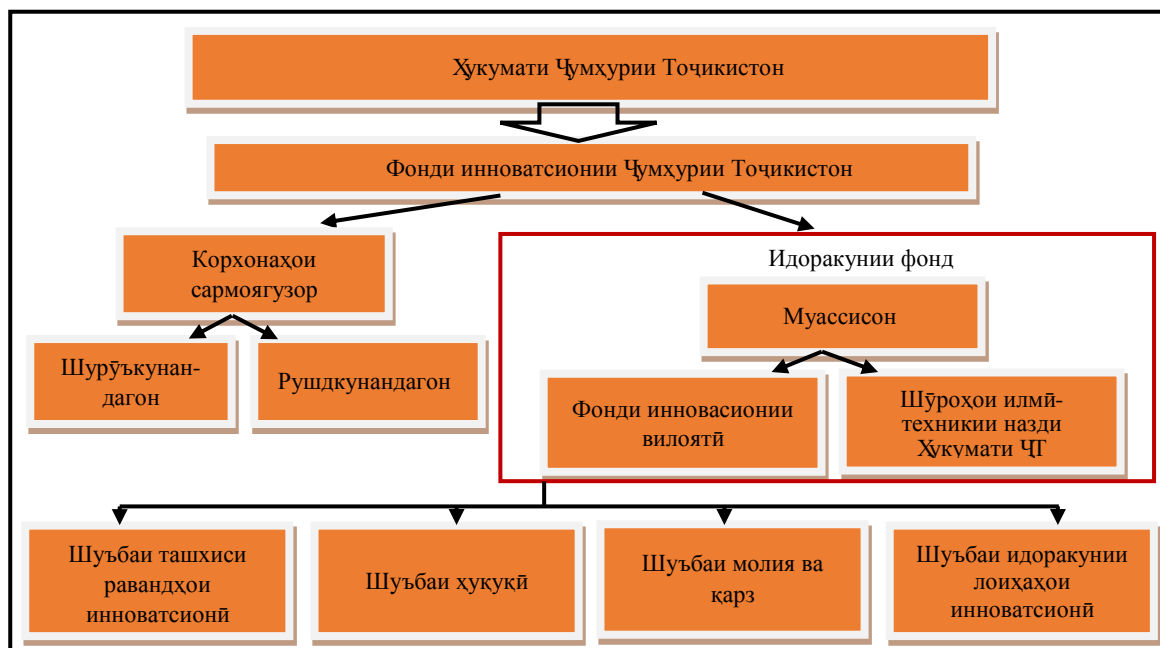 Ҳукумати Ҷумҳурии Тоҷикистон
Фонди инноватсионии Ҷумҳурии Тоҷикистон
Корхонаҳои
сармоягузор
Шурӯъкунан-
дагон
Рушдкунандагон
Идоракунии фонд
Муассисон
Фонди инновасионии
вилоятӣ
Шӯроҳои илмӣ-
техникии назди
Ҳукумати ҶТ
Шуъбаи ташхиси
равандҳои
инноватсионӣ
Шуъбаи ҳуқуқӣ
Шуъбаи молия ва
қарз
Шуъбаи идоракунии
лоиҳаҳои
инноватсионӣ